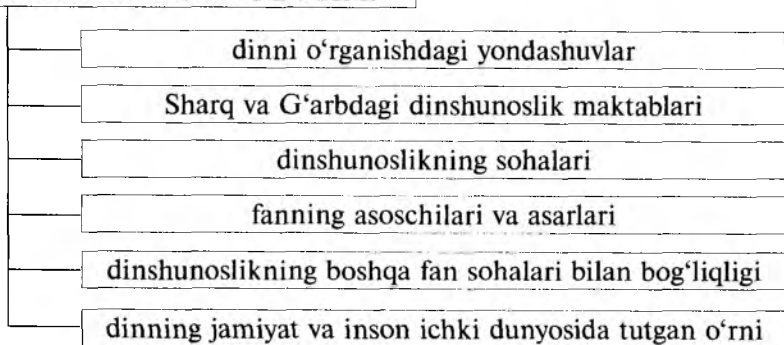 dinni o‘rganishdagi yondashuvlar
Sharq va G‘arbdagi dinshunoslik maktablari
dinshunoslikning sohalari
fanning asoschilari va asarlari
dinshunoslikning boshqa fan sohalari bilan bog‘liqligi
dinning jamiyat va inson ichki dunyosida tutgan o‘rni